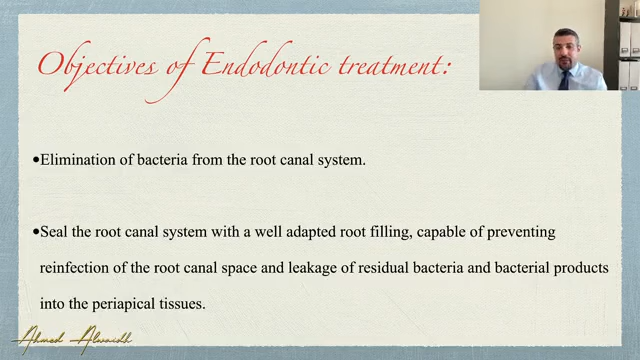 Objectives of Endodontic treatment:
•Elimination of bacteria from the root canal system.
•Seal the root canal system with a well adapted root filling, capable of preventing
reinfection of the root canal space and leakage of residual bacteria and bacterial products
into the periapical tissues.
Ahmed Alwaidh